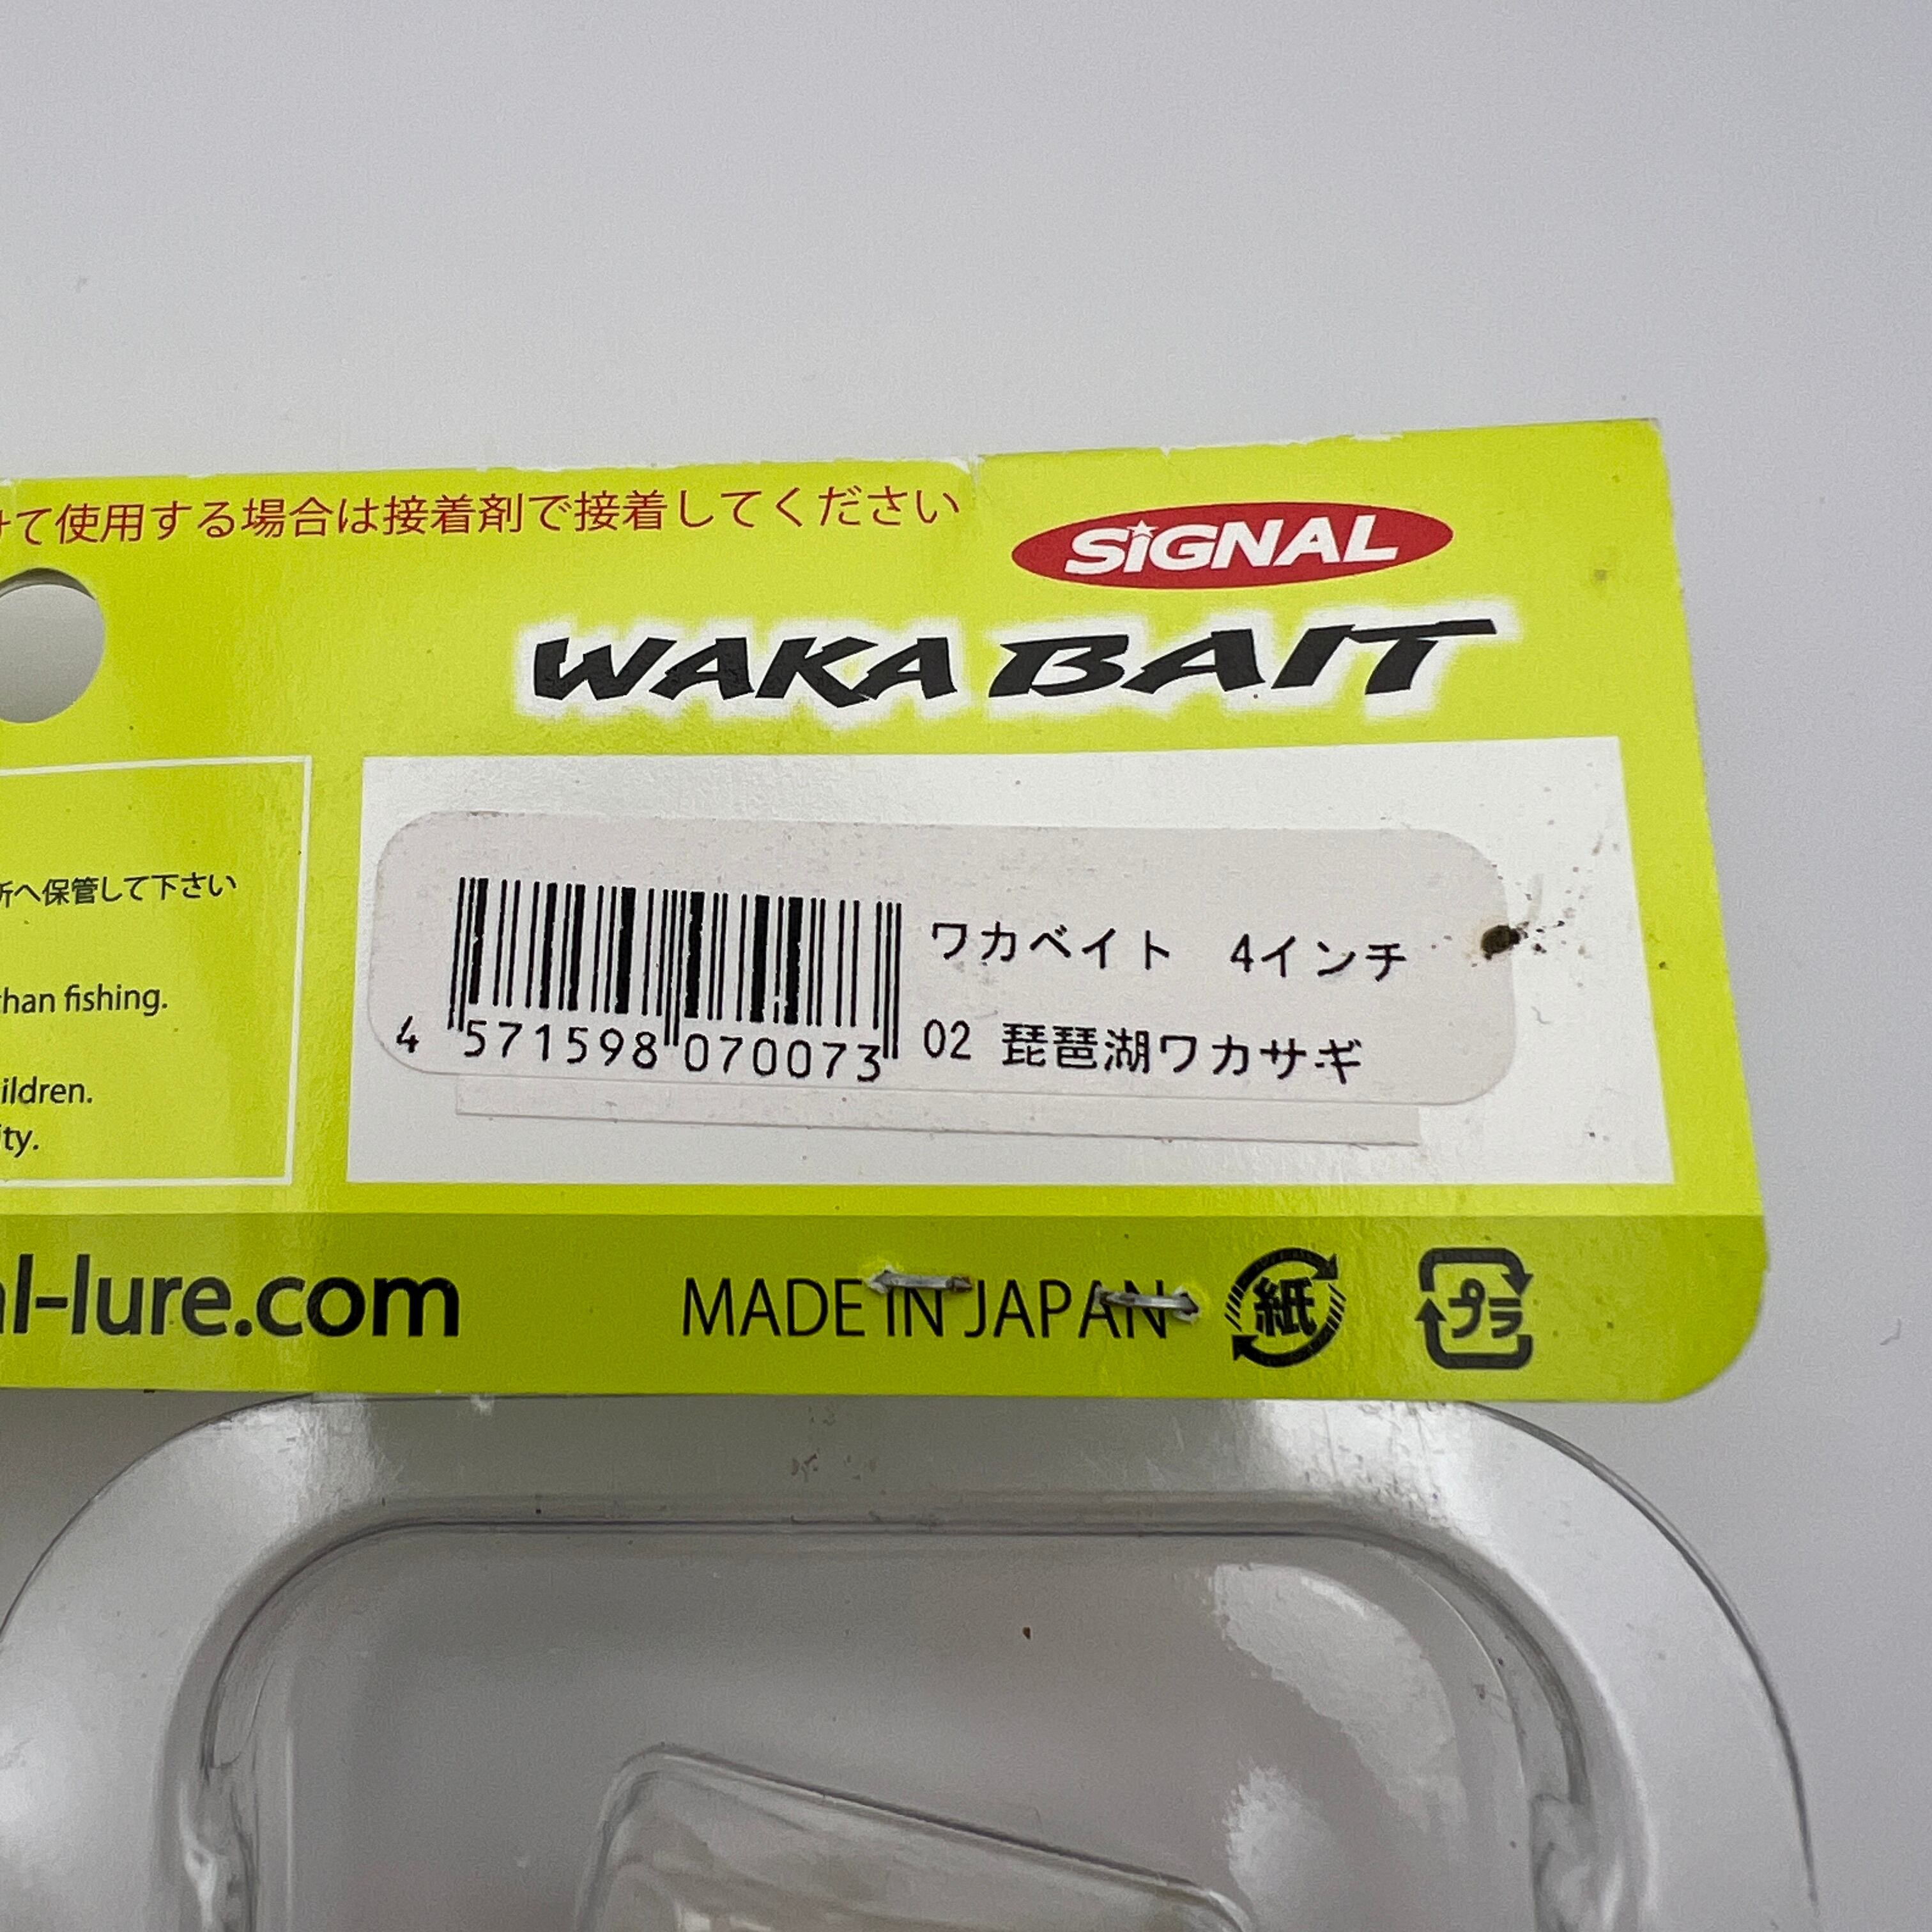 けて使用する場合は接着剤で接着してください
SiGNAL
WAKA BAIT
所へ保管して下さい
than fishing.
ildren.
ity.
ワカベイト 4インチ
02 琵琶湖ワカサギ
4 571598 070073
al-lure.com
MADE IN JAPAN
紙
プラ